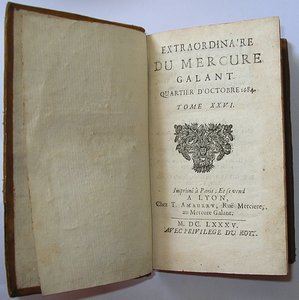 EXTRAORDINAIRE
DU MERCURE
GALANT.
QUARTIER D'OCTOBRE 1684.
TOME XXVI.
Imprimé à Paris; Et se vend
A LYON,
Chez T. AMAULRY, Ruë Merciere,
au Mercure Galant.
M. DC. LXXXV.
AVEC PRIVILEGE DU ROY.